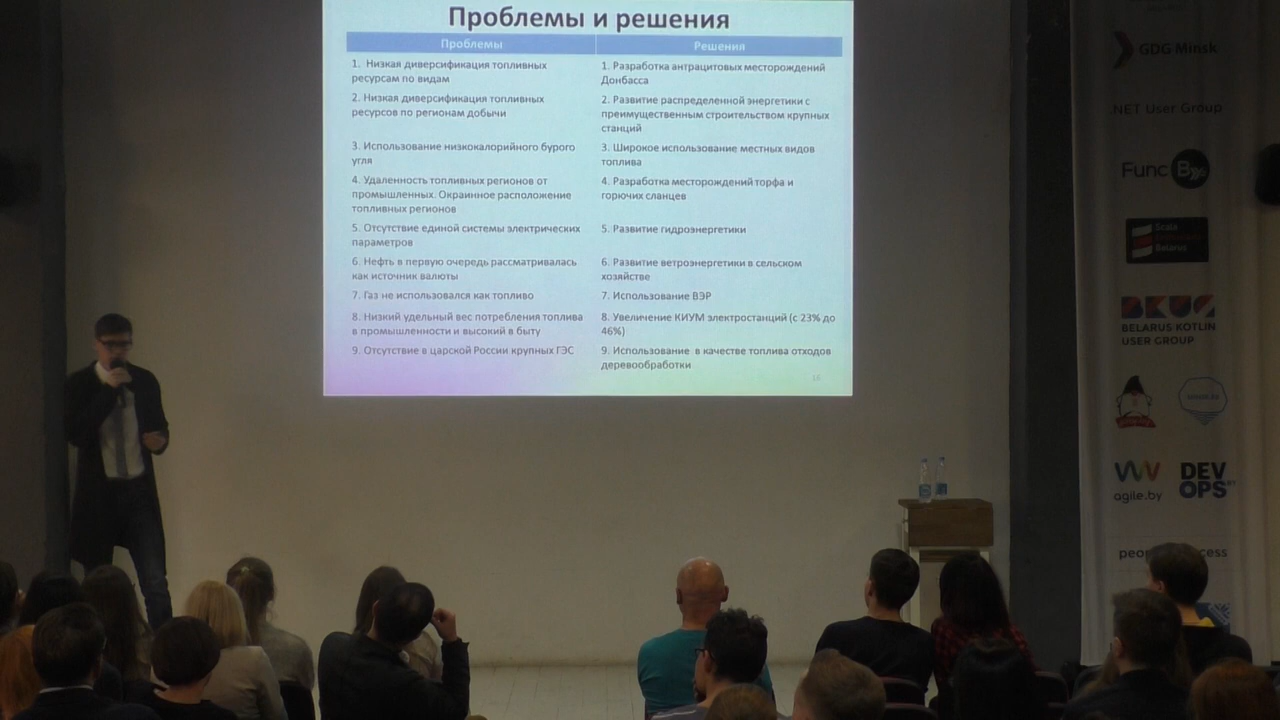 Проблемы и решения
Проблемы
Решения
1. Низкая диверсификация топливных
ресурсам по видам
1. Разработка антрацитовых месторождений
Донбасса
2. Низкая диверсификация топливных
ресурсов по регионам добычи
2. Развитие распределенной энергетики с
преимущественным строительством крупных
станций
3. Использование низкокалорийного бурого
угля
3. Широкое использование местных видов
топлива
4. Удаленность топливных регионов от
промышленных. Окраинное расположение
топливных регионов
4. Разработка месторождений торфа и
горючих сланцев
5. Отсутствие единой системы электрических
параметров
5. Развитие гидроэнергетики
6. Нефть в первую очередь рассматривалась
как источник валюты
6. Развитие ветроэнергетики в сельском
хозяйстве
7. Газ не использовался как топливо
7. Использование ВЭР
8. Низкий удельный вес потребления топлива
в промышленности и высокий в быту
8. Увеличение КИУМ электростанций (с 23% до
46%)
9. Отсутствие в царской России крупных ГЭС
9. Использование в качестве топлива отходов
деревообработки
16
GDG Minsk
.NET User Group
Func
Scala
Belarus
BKUG
BELARUS KOTLIN
USER GROUP
agile.by
DEV
OPS